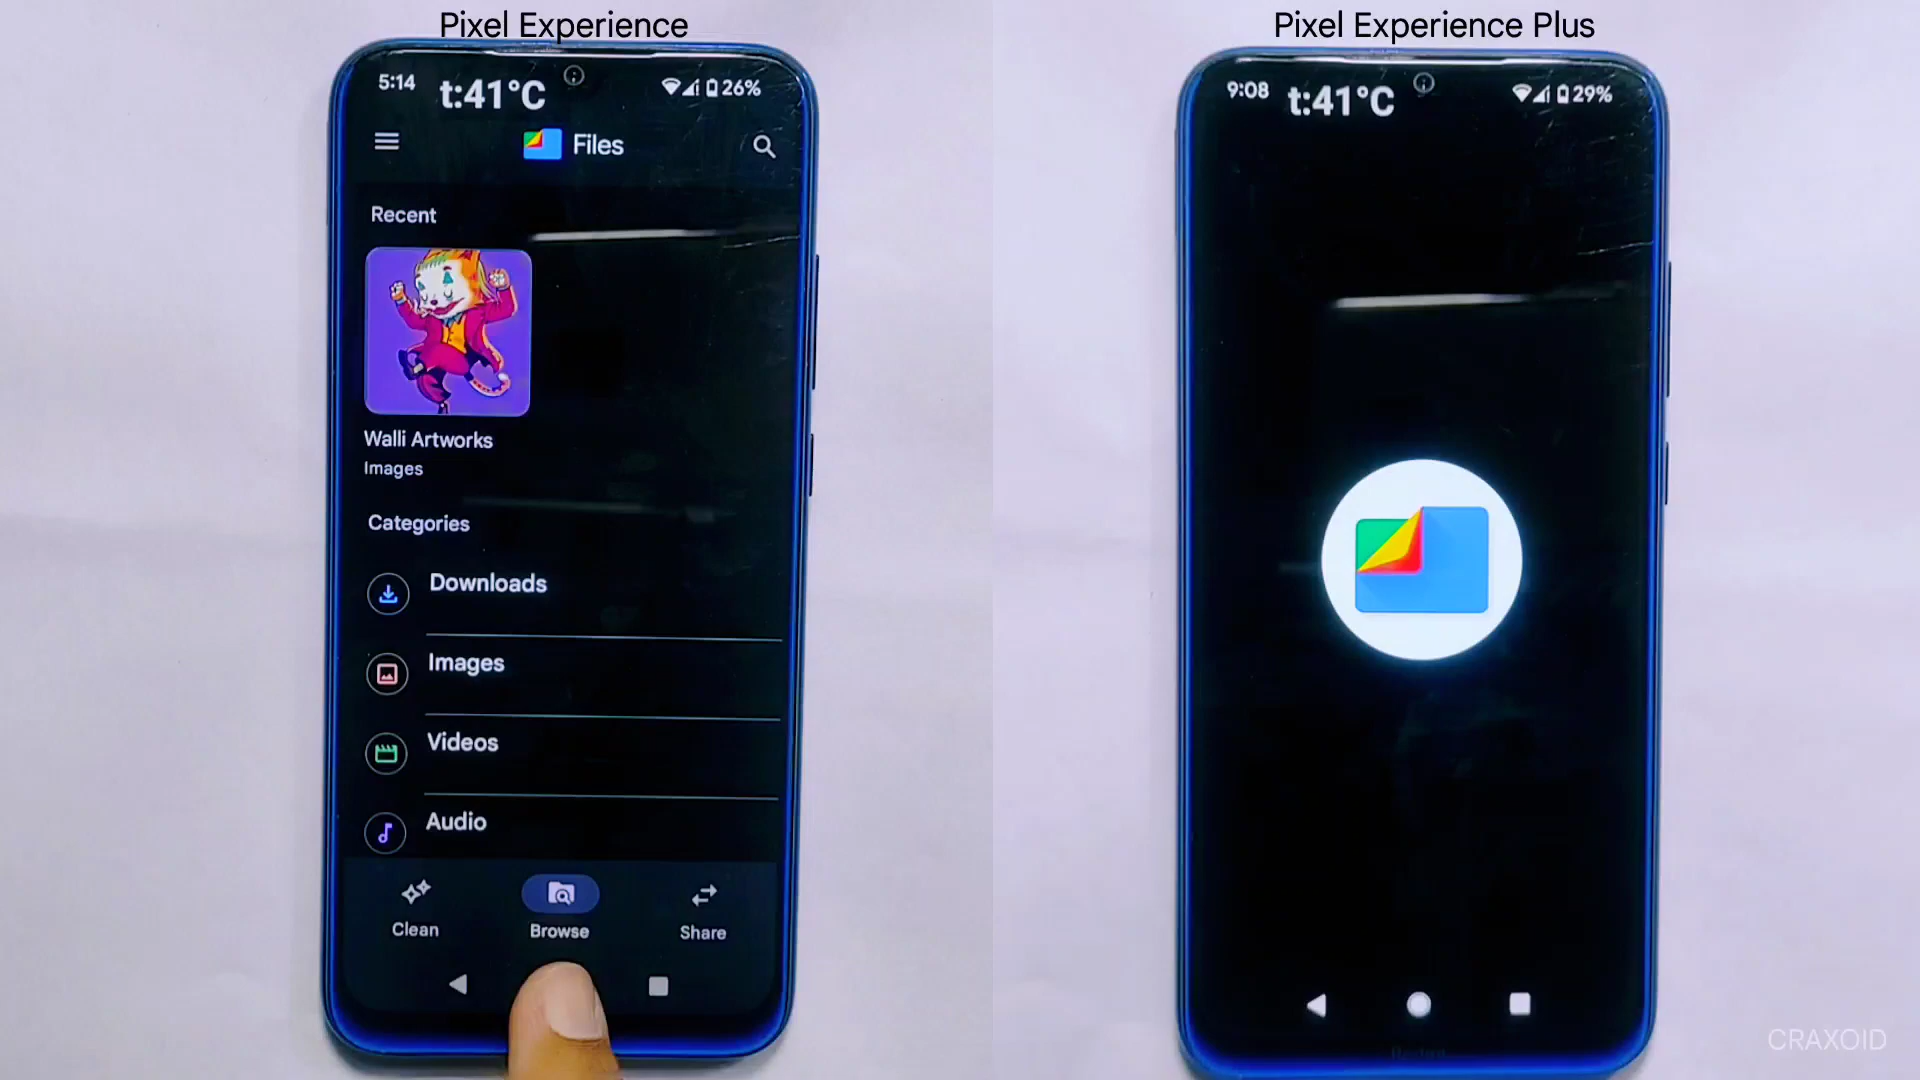 Pixel Experience
5:14
t:41°C
26%
Files
Recent
Walli Artworks
Images
Categories
Downloads
Images
Videos
Audio
Clean
Browse
Share
Pixel Experience Plus
9:08
t:41°C
29%
Redmi
CRAXOID